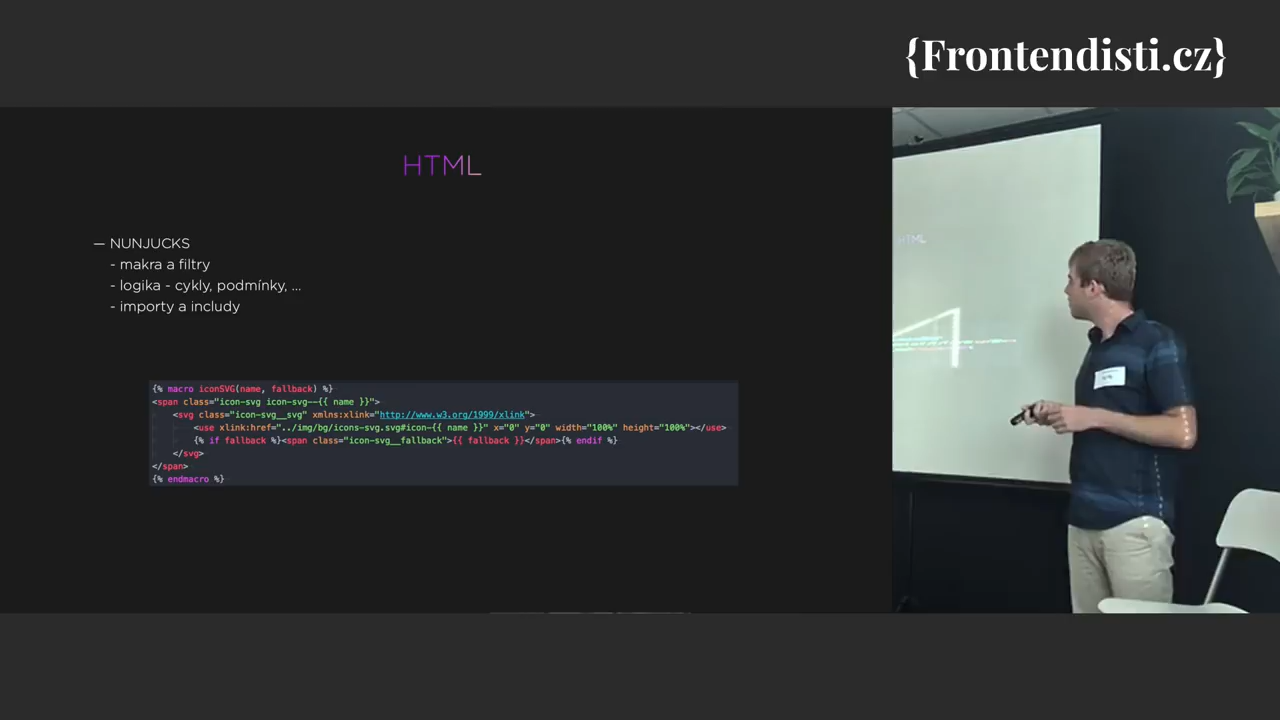 {Frontendisti.cz}
HTML
— NUNJUCKS
- makra a filtry
- logika - cykly, podmínky, ...
- importy a includy
{% macro iconSVG(name, fallback) %}
<span class="icon-svg icon-svg--{{ name }}">
<svg class="icon-svg__svg" xmlns:xlink="http://www.w3.org/1999/xlink">
<use xlink:href="../img/bg/icons-svg.svg#icon-{{ name }}" x="0" y="0" width="100%" height="100%"></use>
{% if fallback %}<span class="icon-svg__fallback">{{ fallback }}</span>{% endif %}
</svg>
</span>
{% endmacro %}
HTML